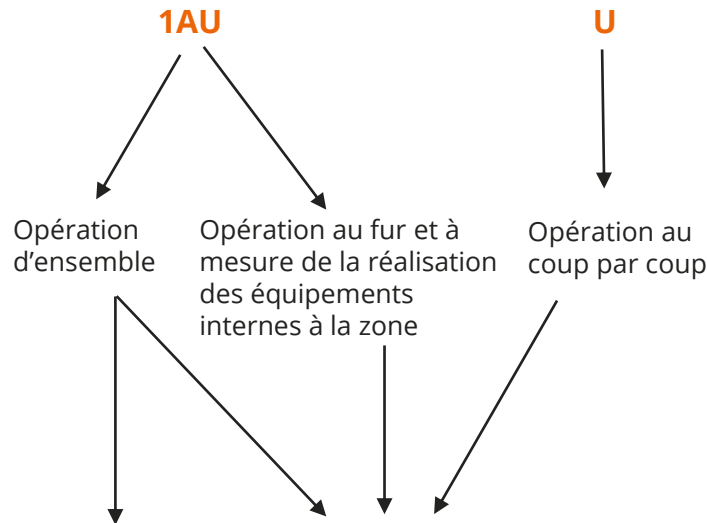 1AU
U
Opération
d'ensemble
Opération au fur et à
mesure de la réalisation
des équipements
internes à la zone
Opération au
coup par coup